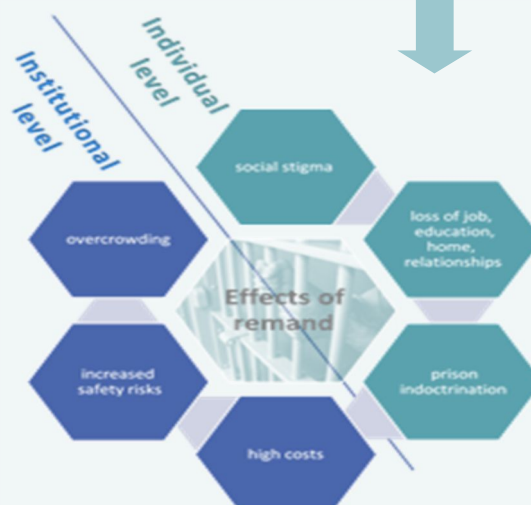 Individual
level
Institutional
level
social stigma
overcrowding
loss of job,
education,
home,
relationships
Effects of
remand
increased
safety risks
prison
indoctrination
high costs